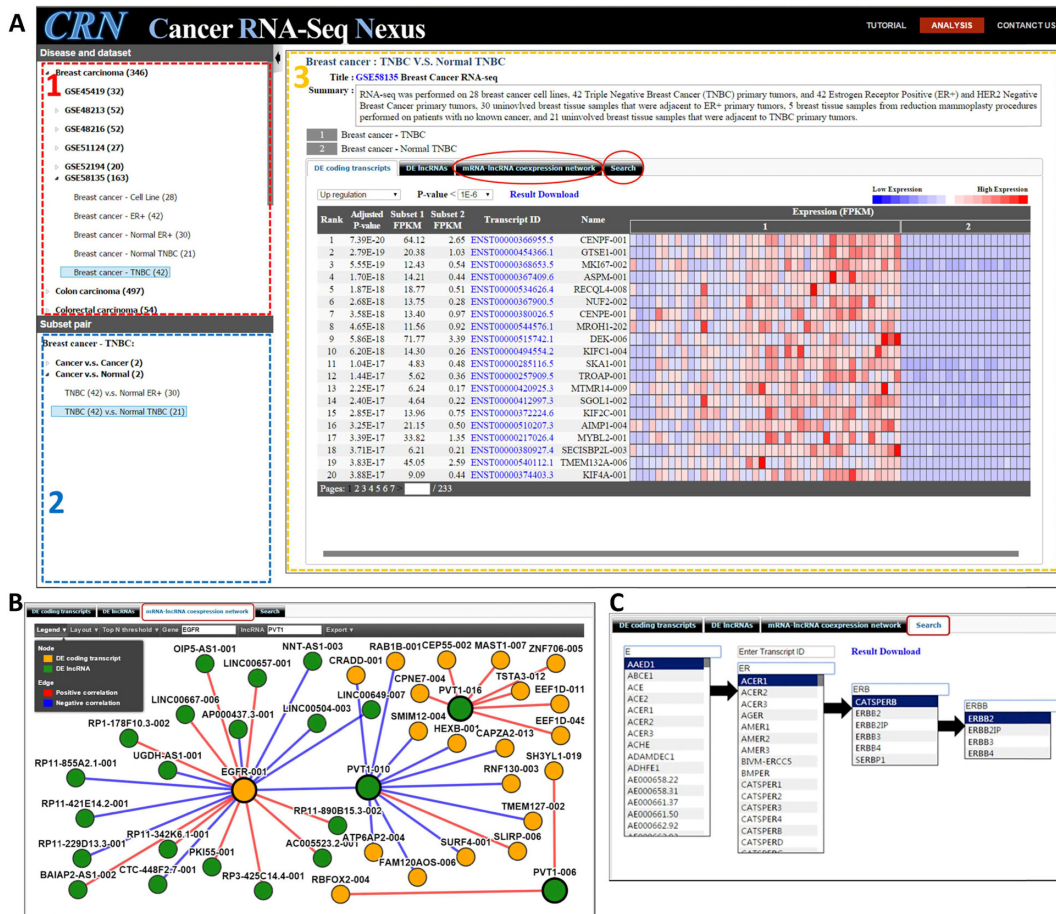 A
CRN Cancer RNA-Seq Nexus
TUTORIAL ANALYSIS CONTANCT US
Disease and dataset
1
Breast carcinoma (346)
GSE45419 (32)
GSE48213 (52)
GSE48216 (52)
GSE51124 (27)
GSE52194 (20)
GSE58135 (163)
Breast cancer - Cell Line (28)
Breast cancer - ER+ (42)
Breast cancer - Normal ER+ (30)
Breast cancer - Normal TNBC (21)
Breast cancer - TNBC (42)
Colon carcinoma (497)
Colorectal carcinoma (54)
Subset pair
Breast cancer - TNBC:
Cancer v.s. Cancer (2)
Cancer v.s. Normal (2)
TNBC (42) v.s. Normal ER+ (30)
TNBC (42) v.s. Normal TNBC (21)
2
3
Breast cancer : TNBC V.S. Normal TNBC
Title : GSE58135 Breast Cancer RNA-seq
Summary :
RNA-seq was performed on 28 breast cancer cell lines, 42 Triple Negative Breast Cancer (TNBC) primary tumors, and 42 Estrogen Receptor Positive (ER+) and HER2 Negative
Breast Cancer primary tumors, 30 uninovlved breast tissue samples that were adjacent to ER+ primary tumors, 5 breast tissue samples from reduction mammoplasty procedures
performed on patients with no known cancer, and 21 uninvolved breast tissue samples that were adjacent to TNBC primary tumors.
1 Breast cancer - TNBC
2 Breast cancer - Normal TNBC
DE coding transcripts DE lncRNAs mRNA-lncRNA coexpression network Search
Up regulation P-value < 1E-6 Result Download
Low Expression High Expression
Rank Adjusted P-value Subset 1 FPKM Subset 2 FPKM Transcript ID Name Expression (FPKM)
1 2
1 7.39E-20 64.12 2.65 ENST00000366955.5 CENPF-001
2 2.79E-19 20.38 1.03 ENST00000454366.1 GTSE1-001
3 5.55E-19 12.43 0.54 ENST00000368653.5 MKI67-002
4 1.70E-18 14.21 0.44 ENST00000367409.6 ASPM-001
5 1.87E-18 18.77 0.51 ENST00000534626.4 RECQL4-008
6 2.68E-18 13.75 0.28 ENST00000367900.5 NUF2-002
7 3.58E-18 13.40 0.97 ENST00000380026.5 CENPE-001
8 4.65E-18 11.56 0.92 ENST00000544576.1 MROH1-202
9 5.86E-18 71.77 3.39 ENST00000515742.1 DEK-006
10 6.20E-18 14.30 0.26 ENST00000494554.2 KIFC1-004
11 1.04E-17 4.83 0.48 ENST00000285116.5 SKA1-001
12 1.44E-17 5.62 0.36 ENST00000257909.5 TROAP-001
13 2.25E-17 6.24 0.17 ENST00000420925.3 MTMR14-009
14 2.40E-17 4.64 0.22 ENST00000412997.3 SGOL1-002
15 2.85E-17 13.96 0.75 ENST00000372224.6 KIF2C-001
16 3.25E-17 21.15 0.50 ENST00000510207.3 AIMP1-004
17 3.39E-17 33.82 1.35 ENST00000217026.4 MYBL2-001
18 3.71E-17 6.21 0.21 ENST00000380927.4 SECISBP2L-003
19 3.83E-17 45.05 2.59 ENST00000540112.1 TMEM132A-006
20 3.88E-17 9.09 0.44 ENST00000374403.3 KIF4A-001
Pages: 1 2 3 4 5 6 7 > / 233
B
DE coding transcripts DE lncRNAs mRNA-lncRNA coexpression network Search
Legend Layout Top N threshold Gene EGFR lncRNA PVT1 Export
Node
DE coding transcript
DE lncRNA
Edge
Positive correlation
Negative correlation
OIP5-AS1-001
NNT-AS1-003
RAB1B-001
CEP55-002
MAST1-007
ZNF706-005
LINC00657-001
CRADD-001
CPNE7-004
TSTA3-012
LINC00667-006
LINC00649-007
PVT1-016
EEF1D-011
RP1-178F10.3-002
AP000437.3-001
LINC00504-003
SMIM12-004
EEF1D-045
HEXB-001
CAPZA2-013
UGDH-AS1-001
SH3YL1-019
RP11-855A2.1-001
EGFR-001
PVT1-010
RNF130-003
RP11-421E14.2-001
RP11-890B15.3-002
TMEM127-002
RP11-342K6.1-001
ATP6AP2-004
SLIRP-006
RP11-229D13.3-001
PKI55-001
AC005523.2-001
SURF4-001
BAIAP2-AS1-002
CTC-448F2.7-001
RP3-425C14.4-001
FAM120AOS-006
RBFOX2-004
PVT1-006
C
DE coding transcripts DE lncRNAs mRNA-lncRNA coexpression network Search
E
AAED1
ABCE1
ACE
ACE2
ACER1
ACER2
ACER3
ACHE
ADAMDEC1
ADHFE1
AE000658.22
AE000658.31
AE000661.37
AE000661.50
AE000662.92
Enter Transcript ID
Result Download
ER
ACER1
ACER2
ACER3
AGER
AMER1
AMER2
AMER3
BIVM-ERCC5
BMPER
CATSPER1
CATSPER2
CATSPER3
CATSPER4
CATSPERB
CATSPERD
ERB
CATSPERB
ERBB2
ERBB2IP
ERBB3
ERBB4
SERBP1
ERBB
ERBB2
ERBB2IP
ERBB3
ERBB4